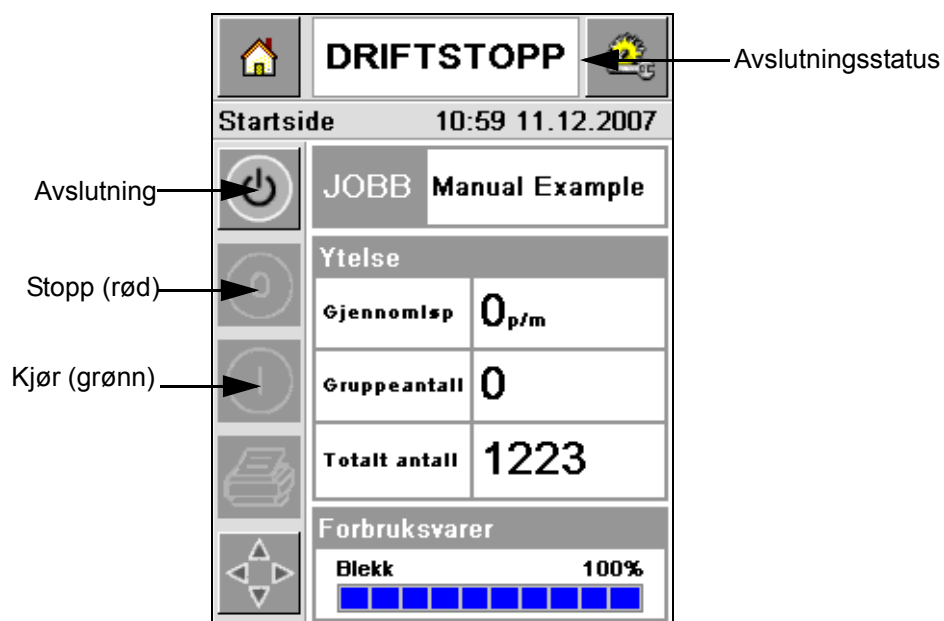 DRIFTSTOPP
Avslutningsstatus
Startside 10:59 11.12.2007
Avslutning
JOBB Manual Example
Ytelse
Stopp (rød)
Gjennomløp 0p/m
Kjør (grønn)
Gruppeantall 0
Totalt antall 1223
Forbruksvarer
Blekk 100%